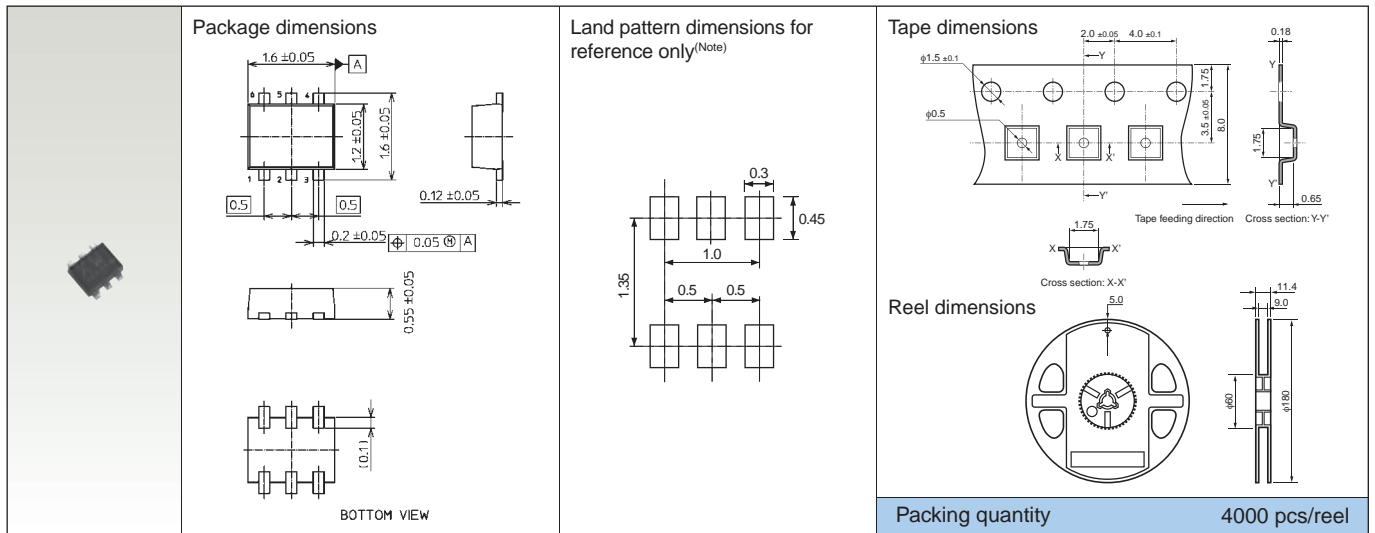 Package dimensions
1.6 ±0.05
A
6 5 4
1.2 ±0.05
1.6 ±0.05
1 2 3
0.5
0.5
0.12 ±0.05
0.2 ±0.05
0.05 Ⓜ A
0.55 ±0.05
(0.1)
BOTTOM VIEW
Land pattern dimensions for
reference only(Note)
0.3
0.45
1.0
1.35
0.5
0.5
Tape dimensions
2.0 ±0.05
4.0 ±0.1
0.18
φ1.5 ±0.1
Y
Y
1.75
φ0.5
3.5 ±0.05
8.0
1.75
X
X'
Y'
Y'
0.65
Tape feeding direction
Cross section: Y-Y'
1.75
X
X'
Cross section: X-X'
Reel dimensions
5.0
11.4
9.0
φ60
φ180
Packing quantity
4000 pcs/reel